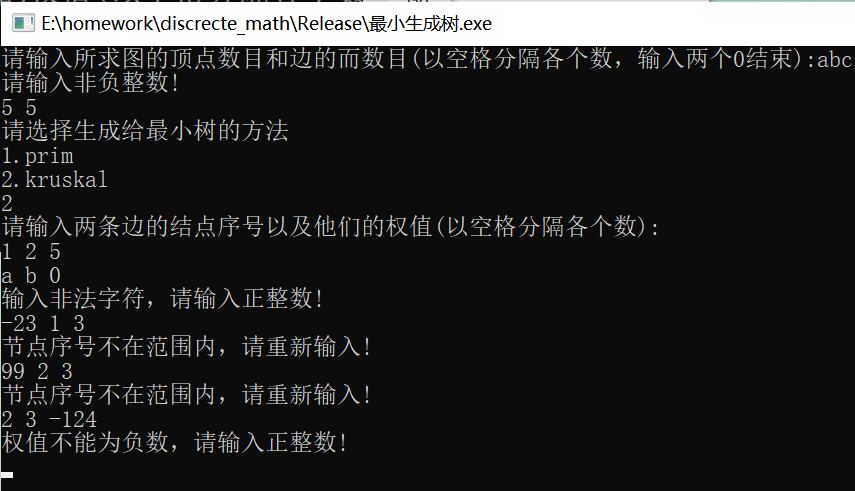 E:\homework\discrecte_math\Release\最小生成树.exe
请输入所求图的顶点数目和边的而数目(以空格分隔各个数，输入两个0结束):abc
请输入非负整数!
5 5
请选择生成给最小树的方法
1.prim
2.kruskal
2
请输入两条边的结点序号以及他们的权值(以空格分隔各个数):
1 2 5
a b 0
输入非法字符，请输入正整数!
-23 1 3
节点序号不在范围内，请重新输入!
99 2 3
节点序号不在范围内，请重新输入!
2 3 -124
权值不能为负数，请输入正整数!